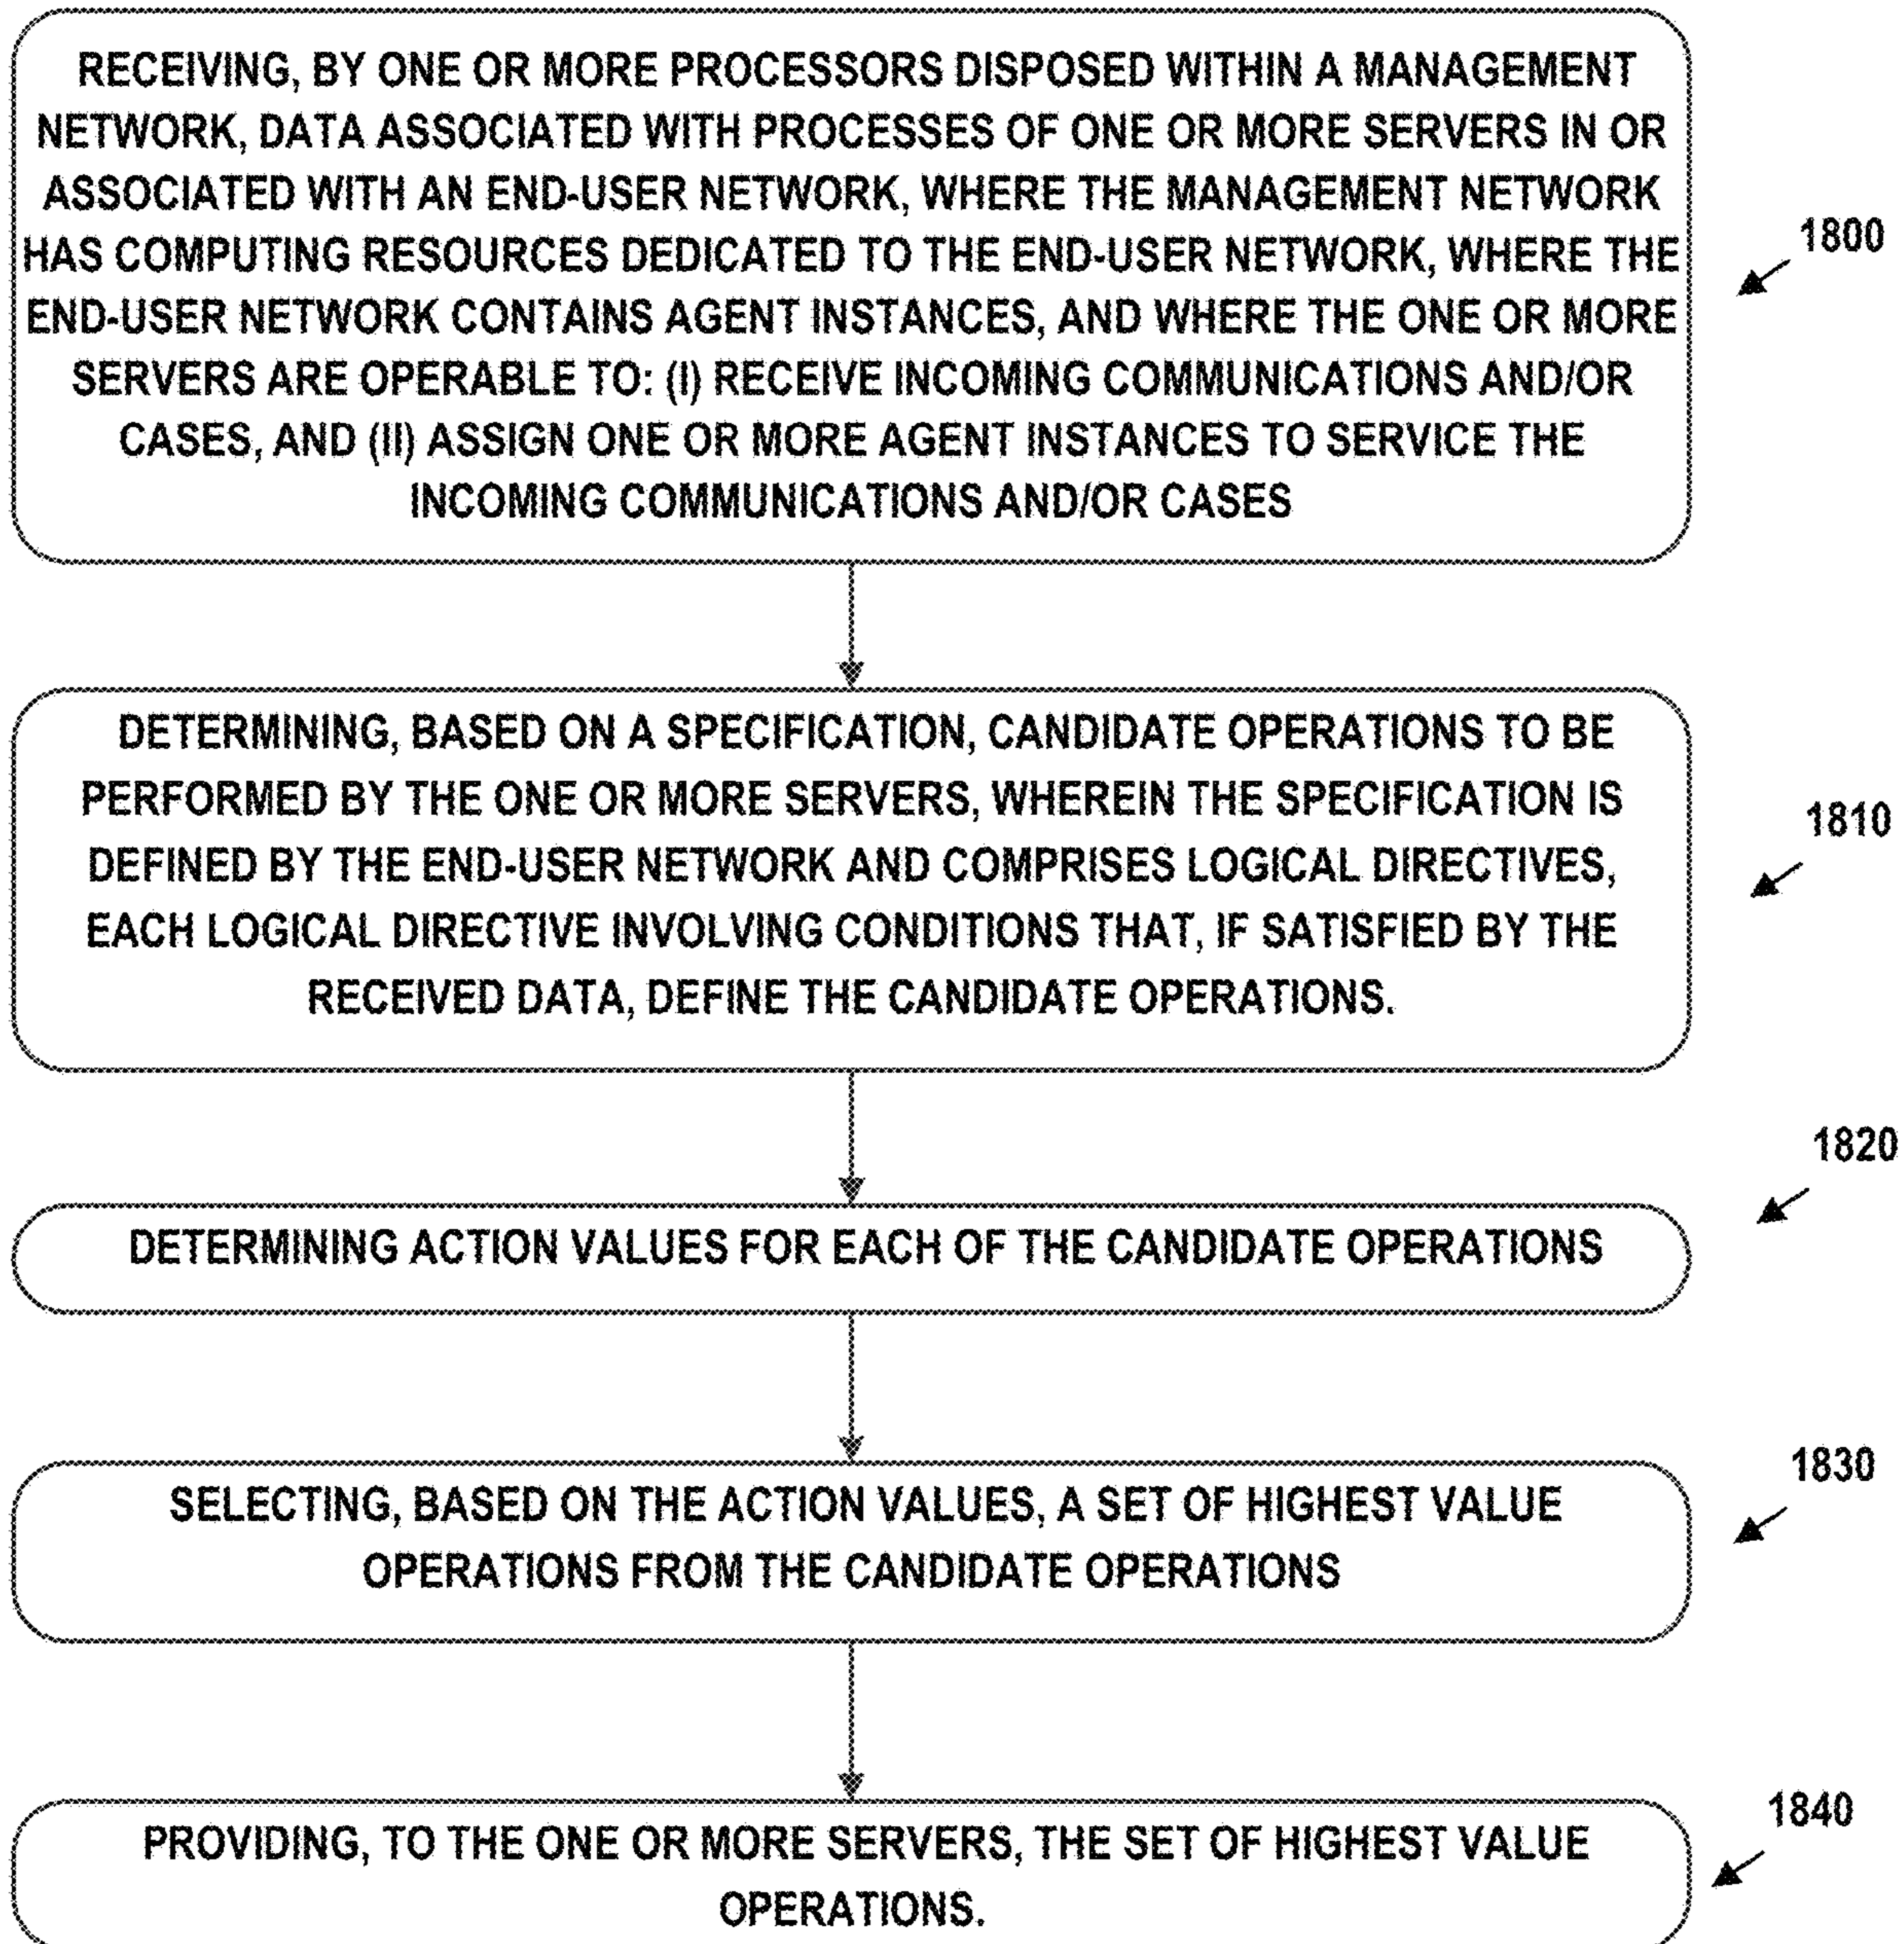 RECEIVING, BY ONE OR MORE PROCESSORS DISPOSED WITHIN A MANAGEMENT
NETWORK, DATA ASSOCIATED WITH PROCESSES OF ONE OR MORE SERVERS IN OR
ASSOCIATED WITH AN END-USER NETWORK, WHERE THE MANAGEMENT NETWORK
HAS COMPUTING RESOURCES DEDICATED TO THE END-USER NETWORK, WHERE THE
END-USER NETWORK CONTAINS AGENT INSTANCES, AND WHERE THE ONE OR MORE
SERVERS ARE OPERABLE TO: (I) RECEIVE INCOMING COMMUNICATIONS AND/OR
CASES, AND (II) ASSIGN ONE OR MORE AGENT INSTANCES TO SERVICE THE
INCOMING COMMUNICATIONS AND/OR CASES
1800
DETERMINING, BASED ON A SPECIFICATION, CANDIDATE OPERATIONS TO BE
PERFORMED BY THE ONE OR MORE SERVERS, WHEREIN THE SPECIFICATION IS
DEFINED BY THE END-USER NETWORK AND COMPRISES LOGICAL DIRECTIVES,
EACH LOGICAL DIRECTIVE INVOLVING CONDITIONS THAT, IF SATISFIED BY THE
RECEIVED DATA, DEFINE THE CANDIDATE OPERATIONS.
1810
DETERMINING ACTION VALUES FOR EACH OF THE CANDIDATE OPERATIONS
1820
SELECTING, BASED ON THE ACTION VALUES, A SET OF HIGHEST VALUE
OPERATIONS FROM THE CANDIDATE OPERATIONS
1830
PROVIDING, TO THE ONE OR MORE SERVERS, THE SET OF HIGHEST VALUE
OPERATIONS.
1840